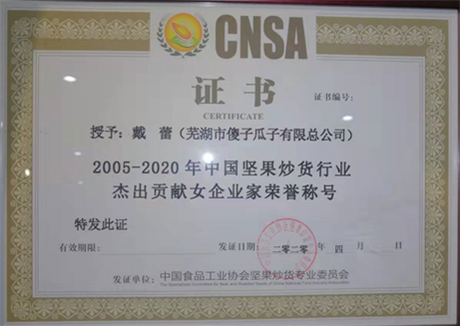 CNSA
证书
证书编号:
CERTIFICATE
授予: 戴 蕾 (芜湖市傻子瓜子有限总公司)
2005-2020年中国坚果炒货行业
杰出贡献女企业家荣誉称号
特发此证
有效期限:
发证日期: 二零二零 年 四 月 日
发证单位: 中国食品工业协会坚果炒货专业委员会